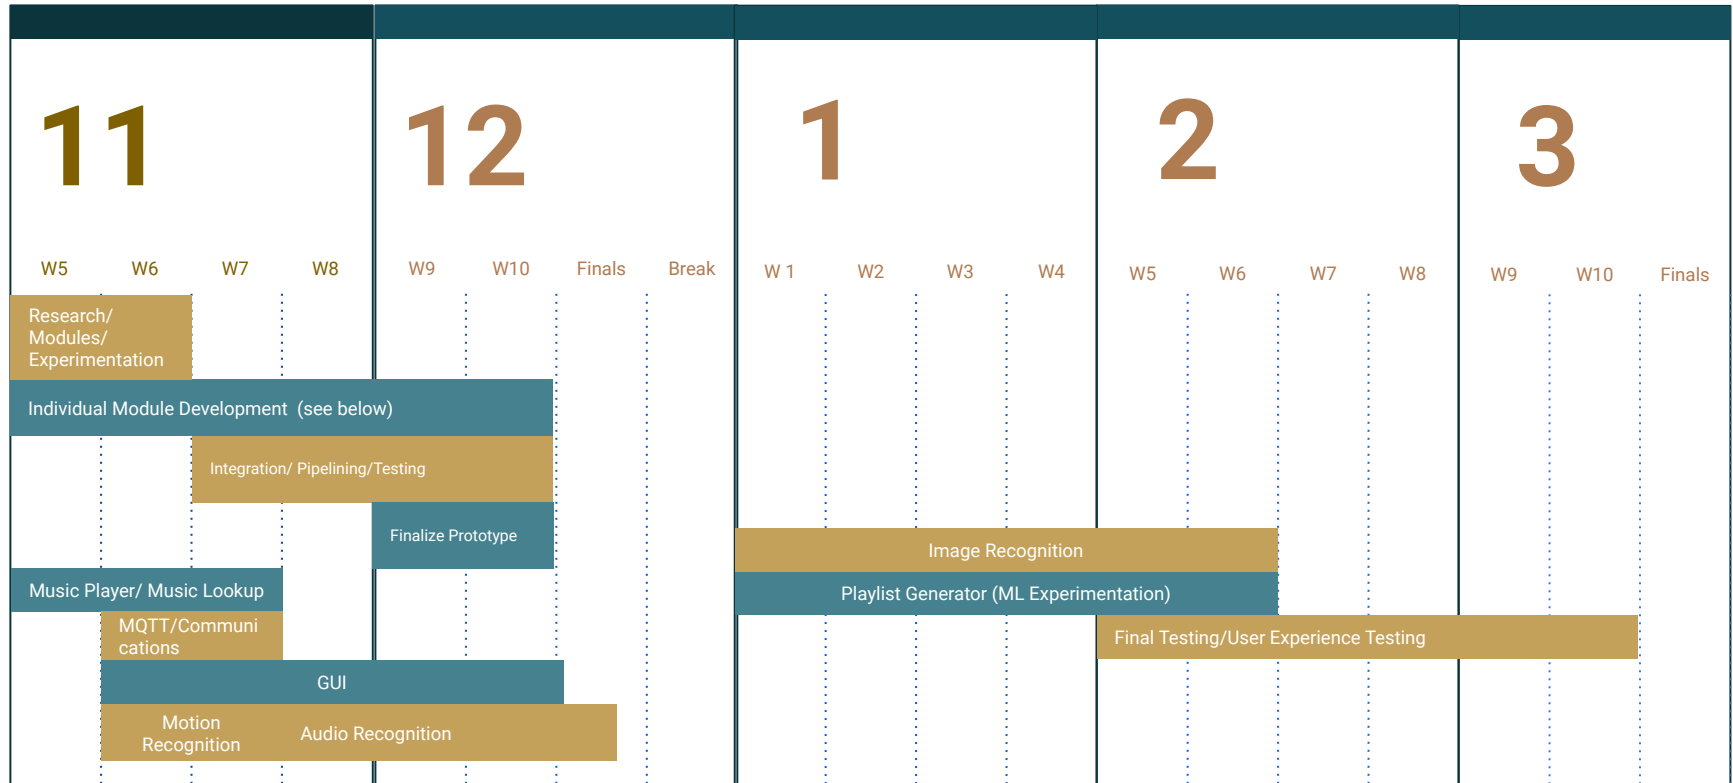 11
12
1
2
3
W5
W6
W7
W8
W9
W10
Finals
Break
W 1
W2
W3
W4
W5
W6
W7
W8
W9
W10
Finals
Research/
Modules/
Experimentation
Individual Module Development (see below)
Integration/ Pipelining/Testing
Finalize Prototype
Image Recognition
Music Player/ Music Lookup
Playlist Generator (ML Experimentation)
MQTT/Communi
cations
Final Testing/User Experience Testing
GUI
Motion
Recognition
Audio Recognition